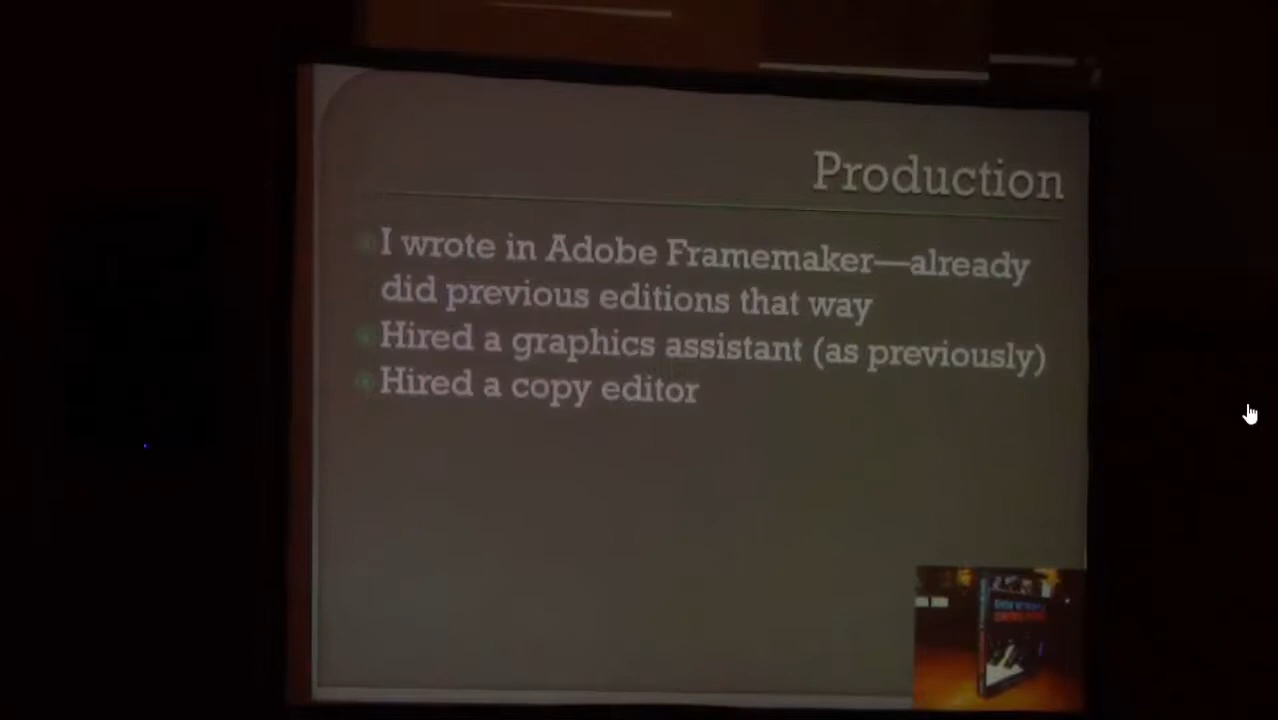 Production
I wrote in Adobe Framemaker—already
did previous editions that way
Hired a graphics assistant (as previously)
Hired a copy editor